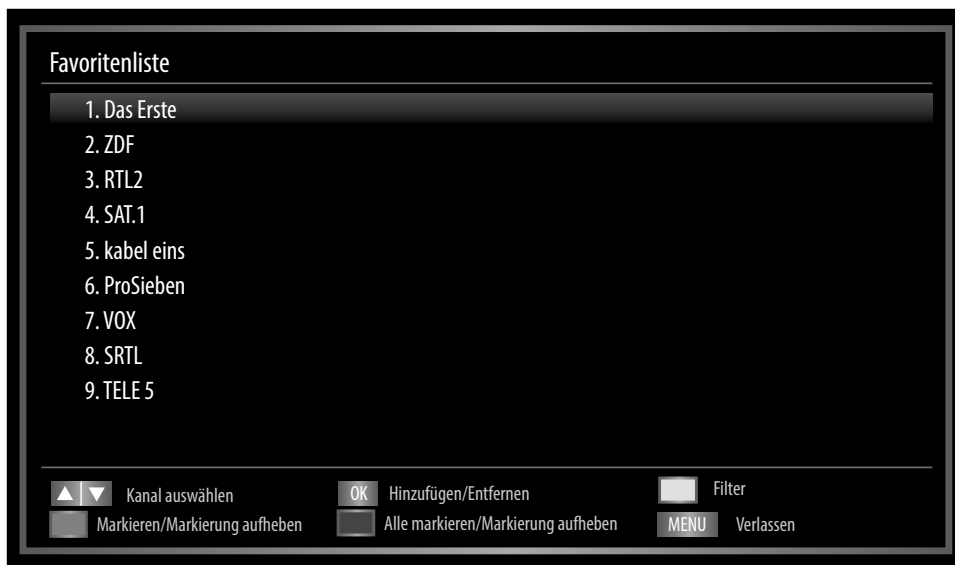 Favoritenliste
1. Das Erste
2. ZDF
3. RTL2
4. SAT.1
5. kabel eins
6. ProSieben
7. VOX
8. SRTL
9. TELE 5
Kanal auswählen
OK Hinzufügen/Entfernen
Filter
Markieren/Markierung aufheben
Alle markieren/Markierung aufheben
MENU Verlassen